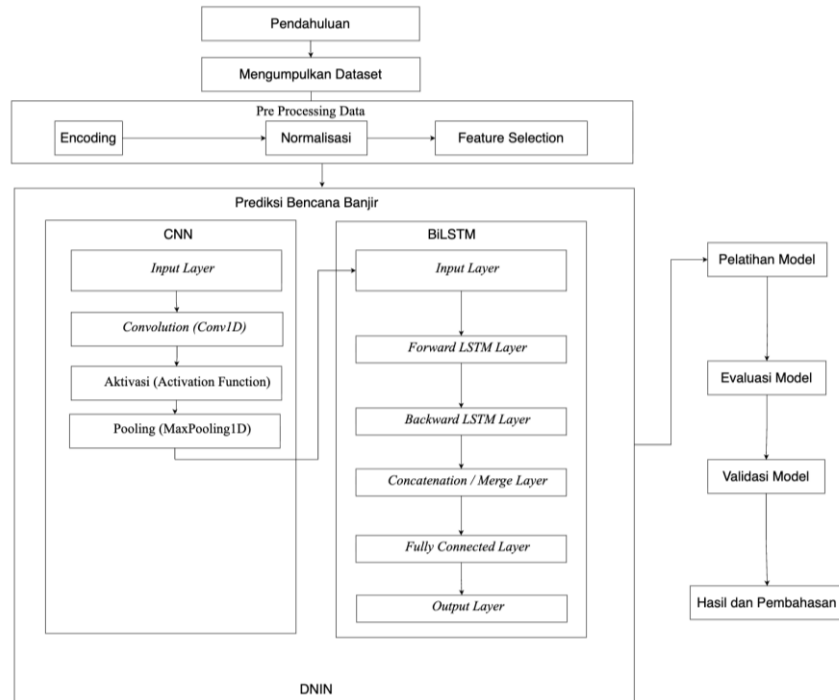 Pendahuluan
Mengumpulkan Dataset
Pre Processing Data
Encoding
Normalisasi
Feature Selection
Prediksi Bencana Banjir
CNN
Input Layer
Convolution (Conv1D)
Aktivasi (Activation Function)
Pooling (MaxPooling1D)
BiLSTM
Input Layer
Forward LSTM Layer
Backward LSTM Layer
Concatenation / Merge Layer
Fully Connected Layer
Output Layer
DNIN
Pelatihan Model
Evaluasi Model
Validasi Model
Hasil dan Pembahasan